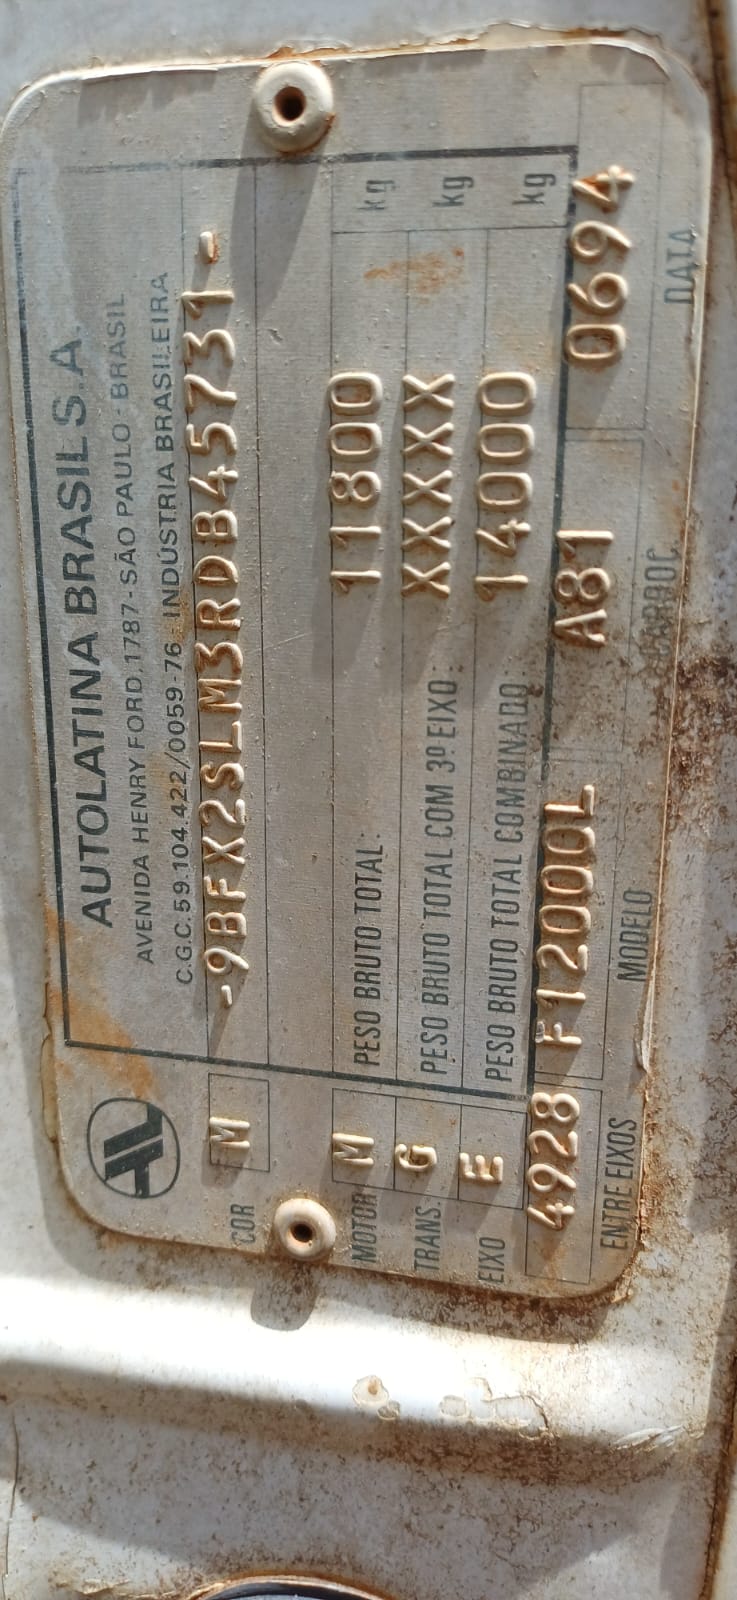 AUTOLATINA BRASIL S.A.
AVENIDA HENRY FORD, 1787 - SÃO PAULO - BRASIL
C.G.C. 59.104.422/0059-76 - INDÚSTRIA BRASILEIRA
COR M -9BFX2SLM3RDB45731-
MOTOR M PESO BRUTO TOTAL: 11800 kg
TRANS. G PESO BRUTO TOTAL COM 3º EIXO: XXXXX kg
EIXO E PESO BRUTO TOTAL COMBINADO: 14000 kg
4928 F12000L A81 0694
ENTRE EIXOS MODELO CARROC DATA